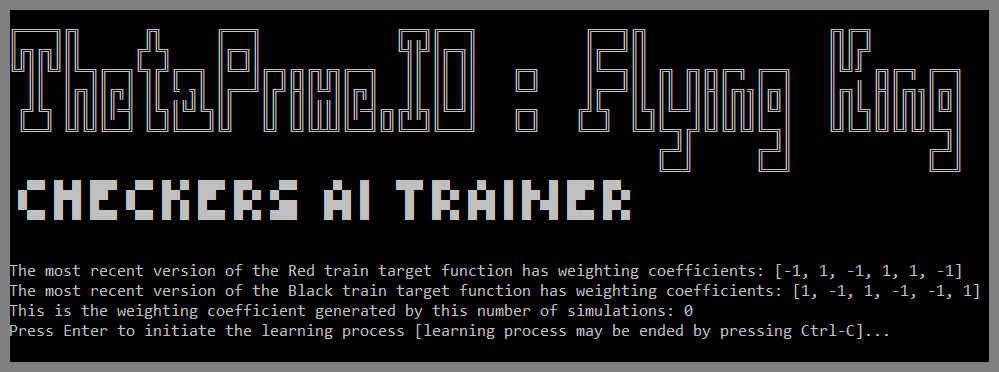 ThetaPrime.IO : Flying King
CHECKERS AI TRAINER
The most recent version of the Red train target function has weighting coefficients: [-1, 1, -1, 1, 1, -1]
The most recent version of the Black train target function has weighting coefficients: [1, -1, 1, -1, -1, 1]
This is the weighting coefficient generated by this number of simulations: 0
Press Enter to initiate the learning process [learning process may be ended by pressing Ctrl-C]...